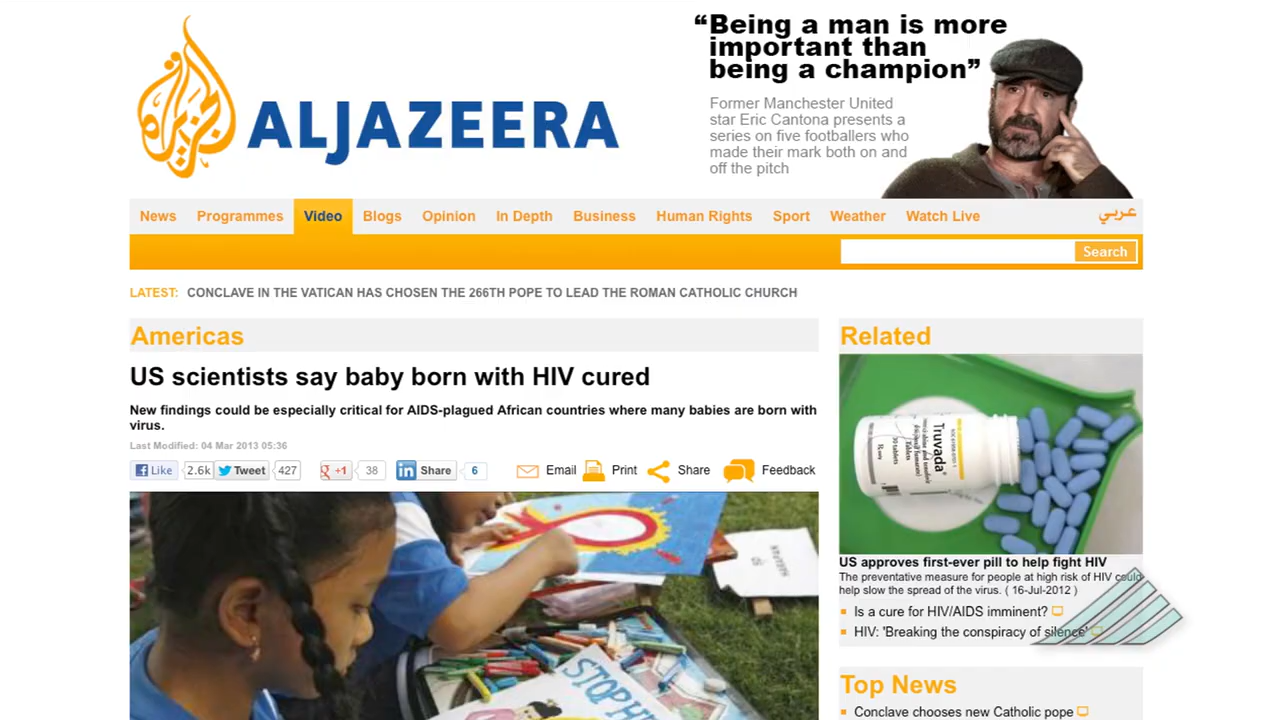 “Being a man is more
important than
being a champion”
ALJAZEERA
الجزيرة
Former Manchester United
star Eric Cantona presents a
series on five footballers who
made their mark both on and
off the pitch
News Programmes Video Blogs Opinion In Depth Business Human Rights Sport Weather Watch Live عربي
Search
LATEST: CONCLAVE IN THE VATICAN HAS CHOSEN THE 266TH POPE TO LEAD THE ROMAN CATHOLIC CHURCH
Americas
US scientists say baby born with HIV cured
New findings could be especially critical for AIDS-plagued African countries where many babies are born with
virus.
Last Modified: 04 Mar 2013 05:36
Like 2.6k Tweet 427 +1 38 Share 6 Email Print Share Feedback
STOP HI
Related
Truvada
US approves first-ever pill to help fight HIV
The preventative measure for people at high risk of HIV could
help slow the spread of the virus. ( 16-Jul-2012 )
Is a cure for HIV/AIDS imminent?
HIV: 'Breaking the conspiracy of silence'
Top News
Conclave chooses new Catholic pope